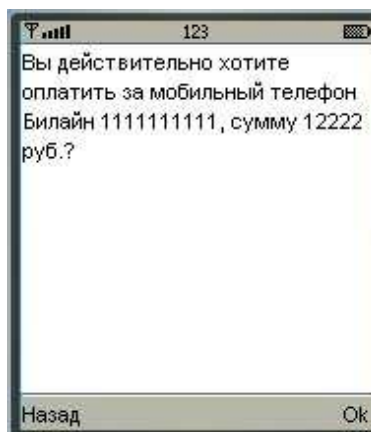 123
Вы действительно хотите
оплатить за мобильный телефон
Билайн 1111111111, сумму 12222
руб.?
Назад Ok